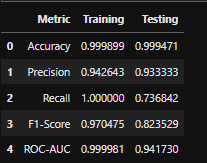 Metric Training Testing
0 Accuracy 0.999899 0.999471
1 Precision 0.942643 0.933333
2 Recall 1.000000 0.736842
3 F1-Score 0.970475 0.823529
4 ROC-AUC 0.999981 0.941730